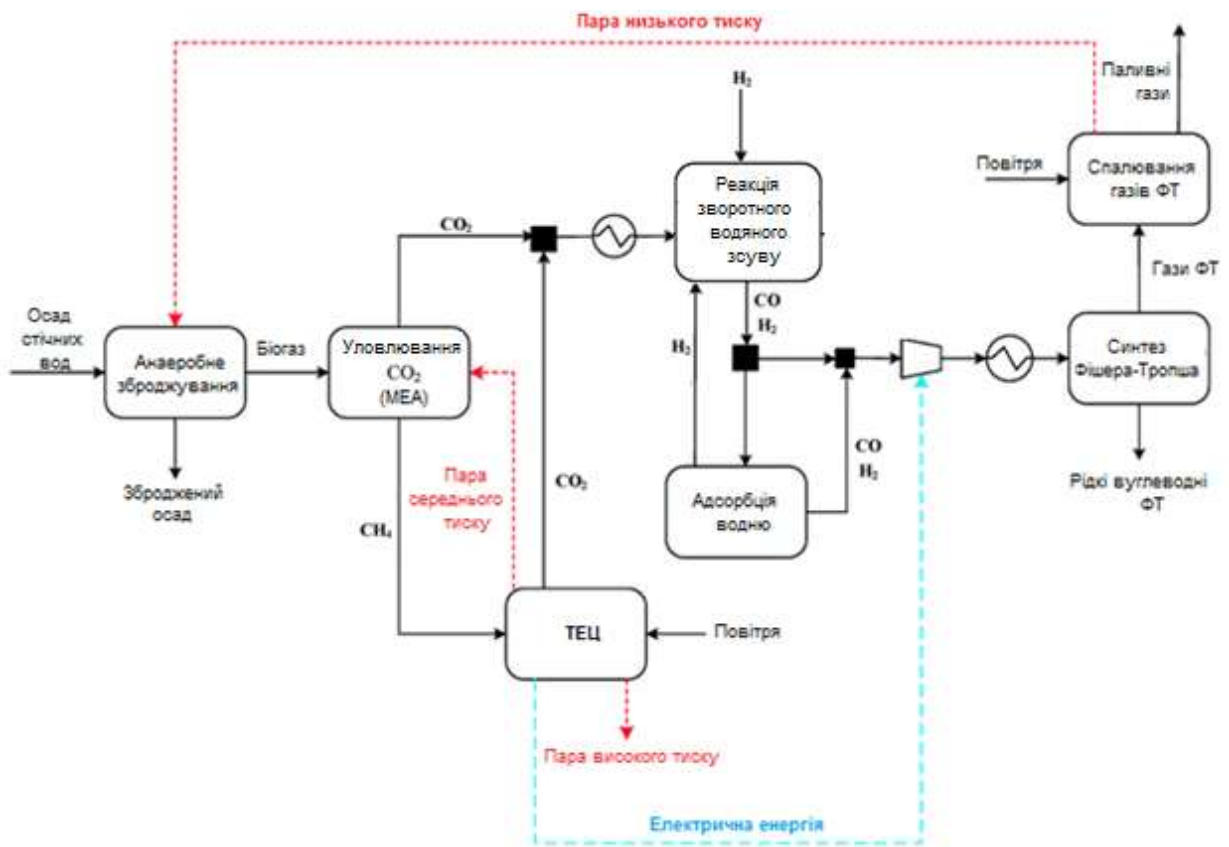 Пара низького тиску
Паливні
гази
H2
Повітря
Спалювання
газів ФТ
Реакція
зворотного
водяного
зсуву
CO2
Гази ФТ
CO
H2
H2
Осад
стічних
вод
Анаеробне
зброджування
Біогаз
Уловлювання
CO2
(МЕА)
Синтез
Фішера-Тропша
CO
H2
Пара
середнього
тиску
CO2
Адсорбція
водню
Рідкі вуглеводні
ФТ
Зброджений
осад
CH4
ТЕЦ
Повітря
Пара високого тиску
Електрична енергія